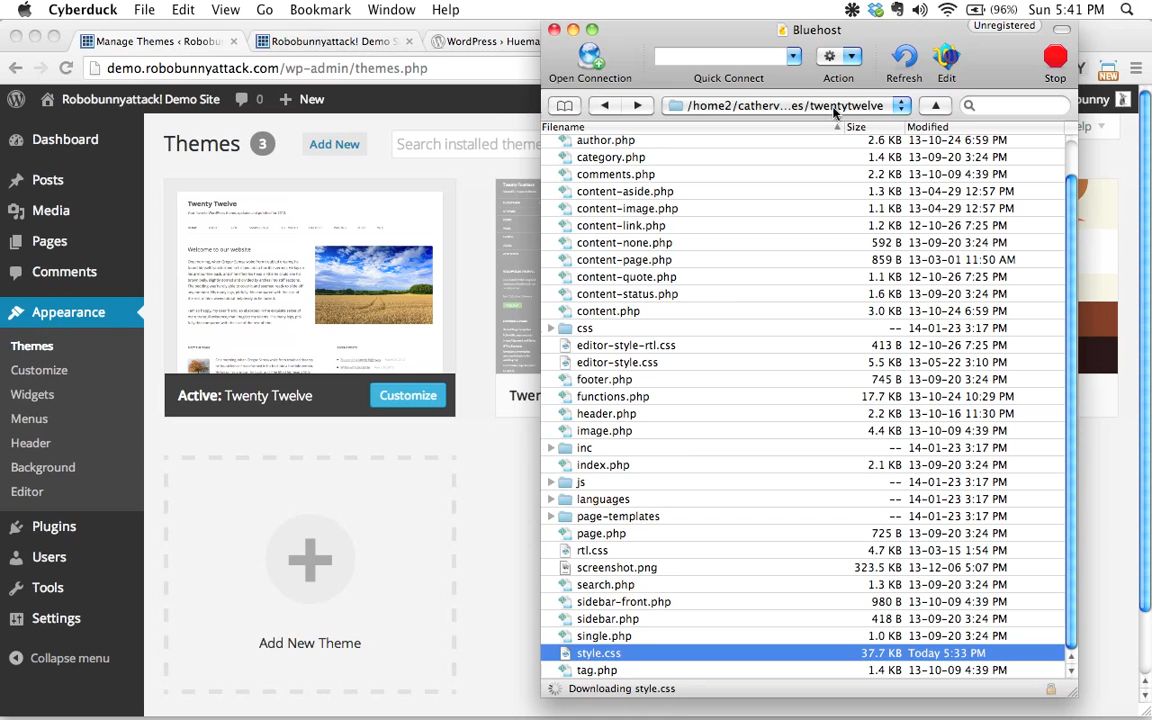 Cyberduck File Edit View Go Bookmark Window Help
(96%) Sun 5:41 PM
Manage Themes ‹ Robobun
Robobunnyattack! Demo S
WordPress › Huema
demo.robobunnyattack.com/wp-admin/themes.php
Robobunnyattack! Demo Site 0 + New
Dashboard
Posts
Media
Pages
Comments
Appearance
Themes
Customize
Widgets
Menus
Header
Background
Editor
Plugins
Users
Tools
Settings
Collapse menu
Themes 3 Add New Search installed theme
Twenty Twelve
Welcome to our website
Active: Twenty Twelve Customize
Twen
Add New Theme
Bluehost
Unregistered
Open Connection Quick Connect Action Refresh Edit Stop
/home2/catherv...es/twentytwelve
Filename Size Modified
author.php 2.6 KB 13-10-24 6:59 PM
category.php 1.4 KB 13-09-20 3:24 PM
comments.php 2.2 KB 13-10-09 4:39 PM
content-aside.php 1.3 KB 13-04-29 12:57 PM
content-image.php 1.1 KB 13-04-29 12:57 PM
content-link.php 1.2 KB 12-10-26 7:25 PM
content-none.php 592 B 13-03-01 11:50 AM
content-page.php 859 B 13-03-01 11:50 AM
content-quote.php 1.1 KB 12-10-26 7:25 PM
content-status.php 1.6 KB 13-10-24 6:59 PM
content.php 3.0 KB 13-10-24 6:59 PM
css -- 14-01-23 3:17 PM
editor-style-rtl.css 413 B 12-10-26 7:25 PM
editor-style.css 5.5 KB 13-05-22 3:10 PM
footer.php 745 B 13-09-20 3:24 PM
functions.php 17.7 KB 13-10-24 10:29 PM
header.php 2.2 KB 13-10-16 11:30 PM
image.php 4.4 KB 13-10-09 4:39 PM
inc -- 14-01-23 3:17 PM
index.php 2.1 KB 13-09-20 3:24 PM
js -- 14-01-23 3:17 PM
languages -- 14-01-23 3:17 PM
page-templates -- 14-01-23 3:17 PM
page.php 725 B 13-09-20 3:24 PM
rtl.css 4.7 KB 13-03-15 1:54 PM
screenshot.png 323.5 KB 13-12-06 5:07 PM
search.php 1.3 KB 13-09-20 3:24 PM
sidebar-front.php 980 B 13-10-09 4:39 PM
sidebar.php 418 B 13-09-20 3:24 PM
single.php 1.0 KB 13-09-20 3:24 PM
style.css 37.7 KB Today 5:33 PM
tag.php 1.4 KB 13-10-09 4:39 PM
Downloading style.css
unny
elp
NEW